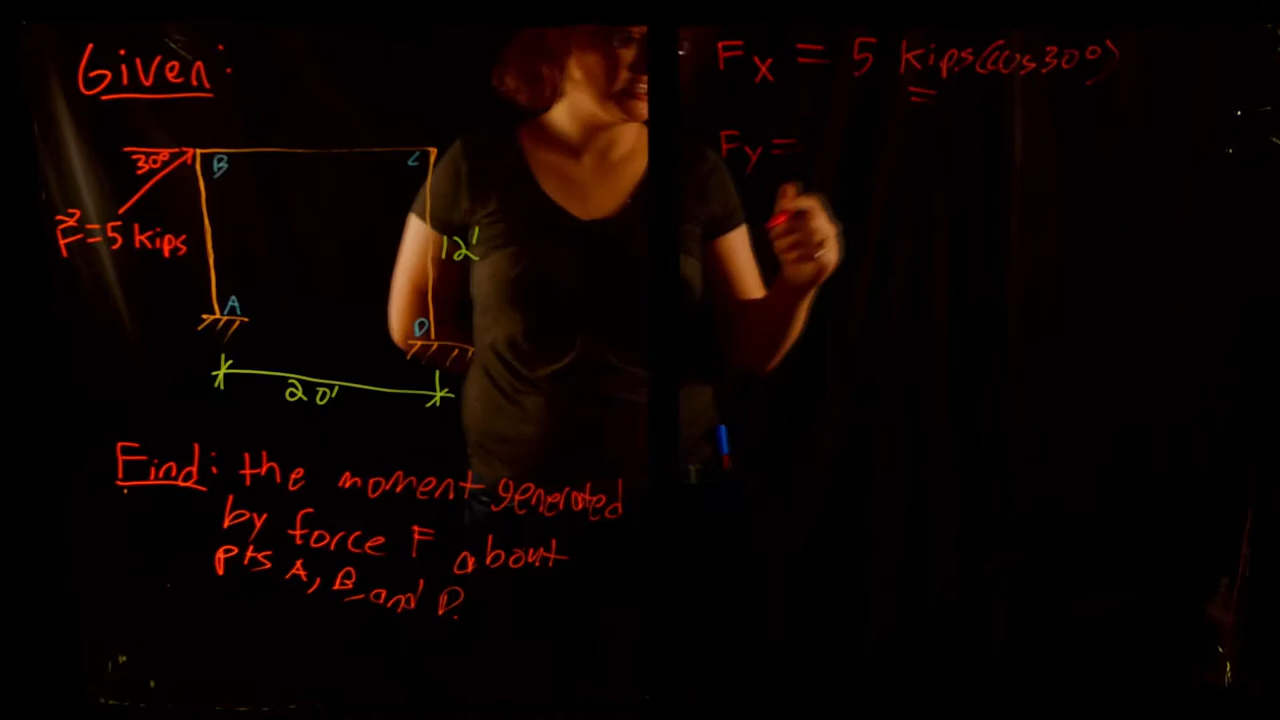 Given:
Fx = 5 kips(cos30°)
=
Fy =
30°
B
C
F = 5 kips
12'
A
D
20'
Find: the moment generated
by force F about
pts A, B, and D.